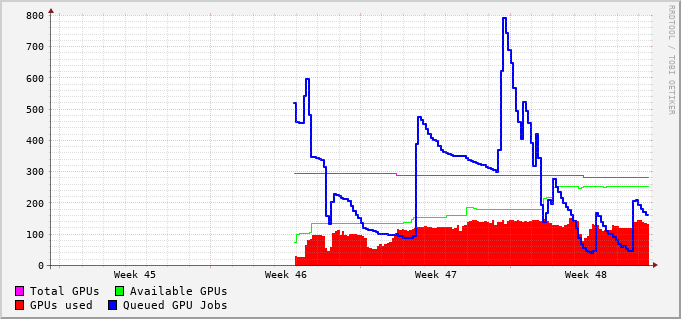 800
700
600
500
400
300
200
100
0
Week 45 Week 46 Week 47 Week 48
Total GPUs Available GPUs
GPUs used Queued GPU Jobs
RRDTOOL / TOBI OETIKER